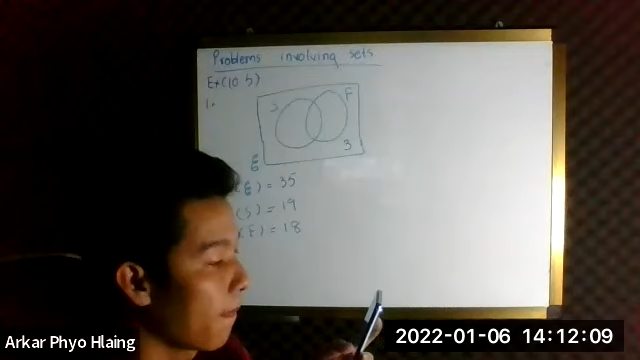 Problems involving sets
Ex(10.5)
1.
S
F
3
ξ
(ξ) = 35
(S) = 19
(F) = 18
Arkar Phyo Hlaing
2022-01-06 14:12:09